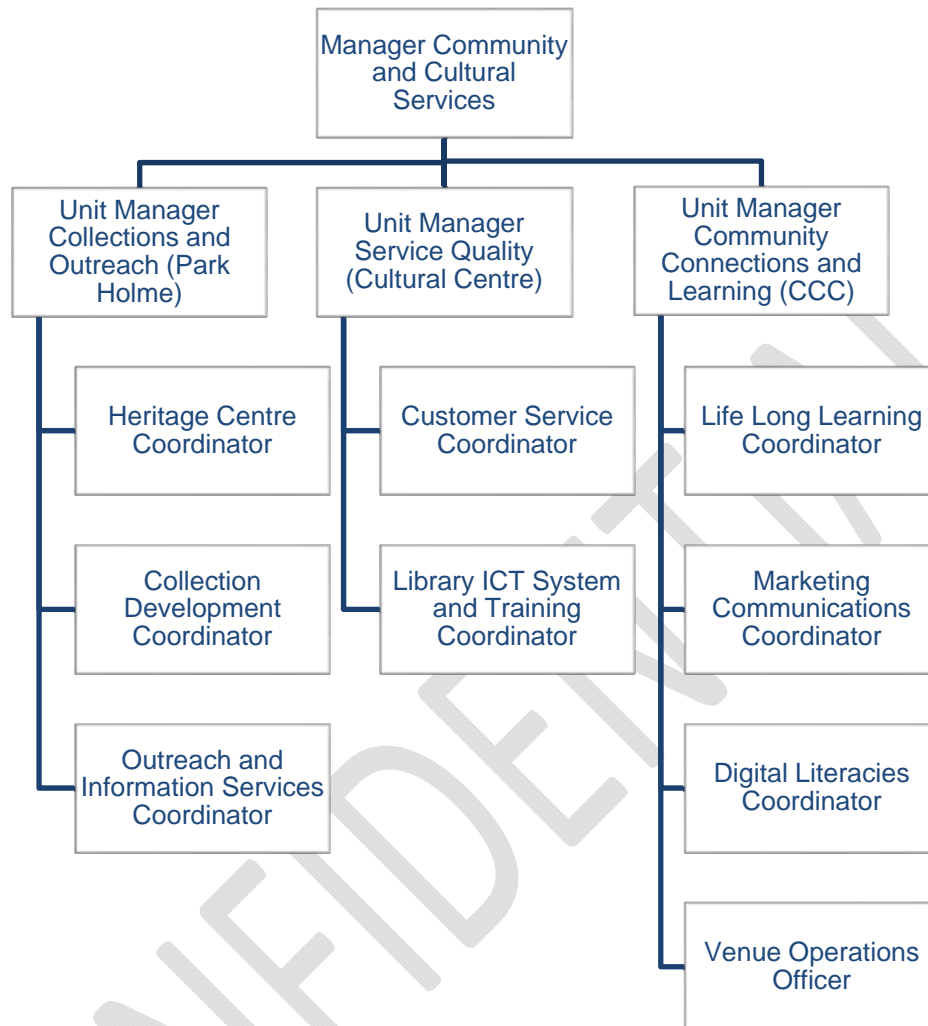 Manager Community
and Cultural
Services
Unit Manager
Collections and
Outreach (Park
Holme)
Unit Manager
Service Quality
(Cultural Centre)
Unit Manager
Community
Connections and
Learning (CCC)
Heritage Centre
Coordinator
Customer Service
Coordinator
Life Long Learning
Coordinator
Collection
Development
Coordinator
Library ICT System
and Training
Coordinator
Marketing
Communications
Coordinator
Outreach and
Information Services
Coordinator
Digital Literacies
Coordinator
Venue Operations
Officer